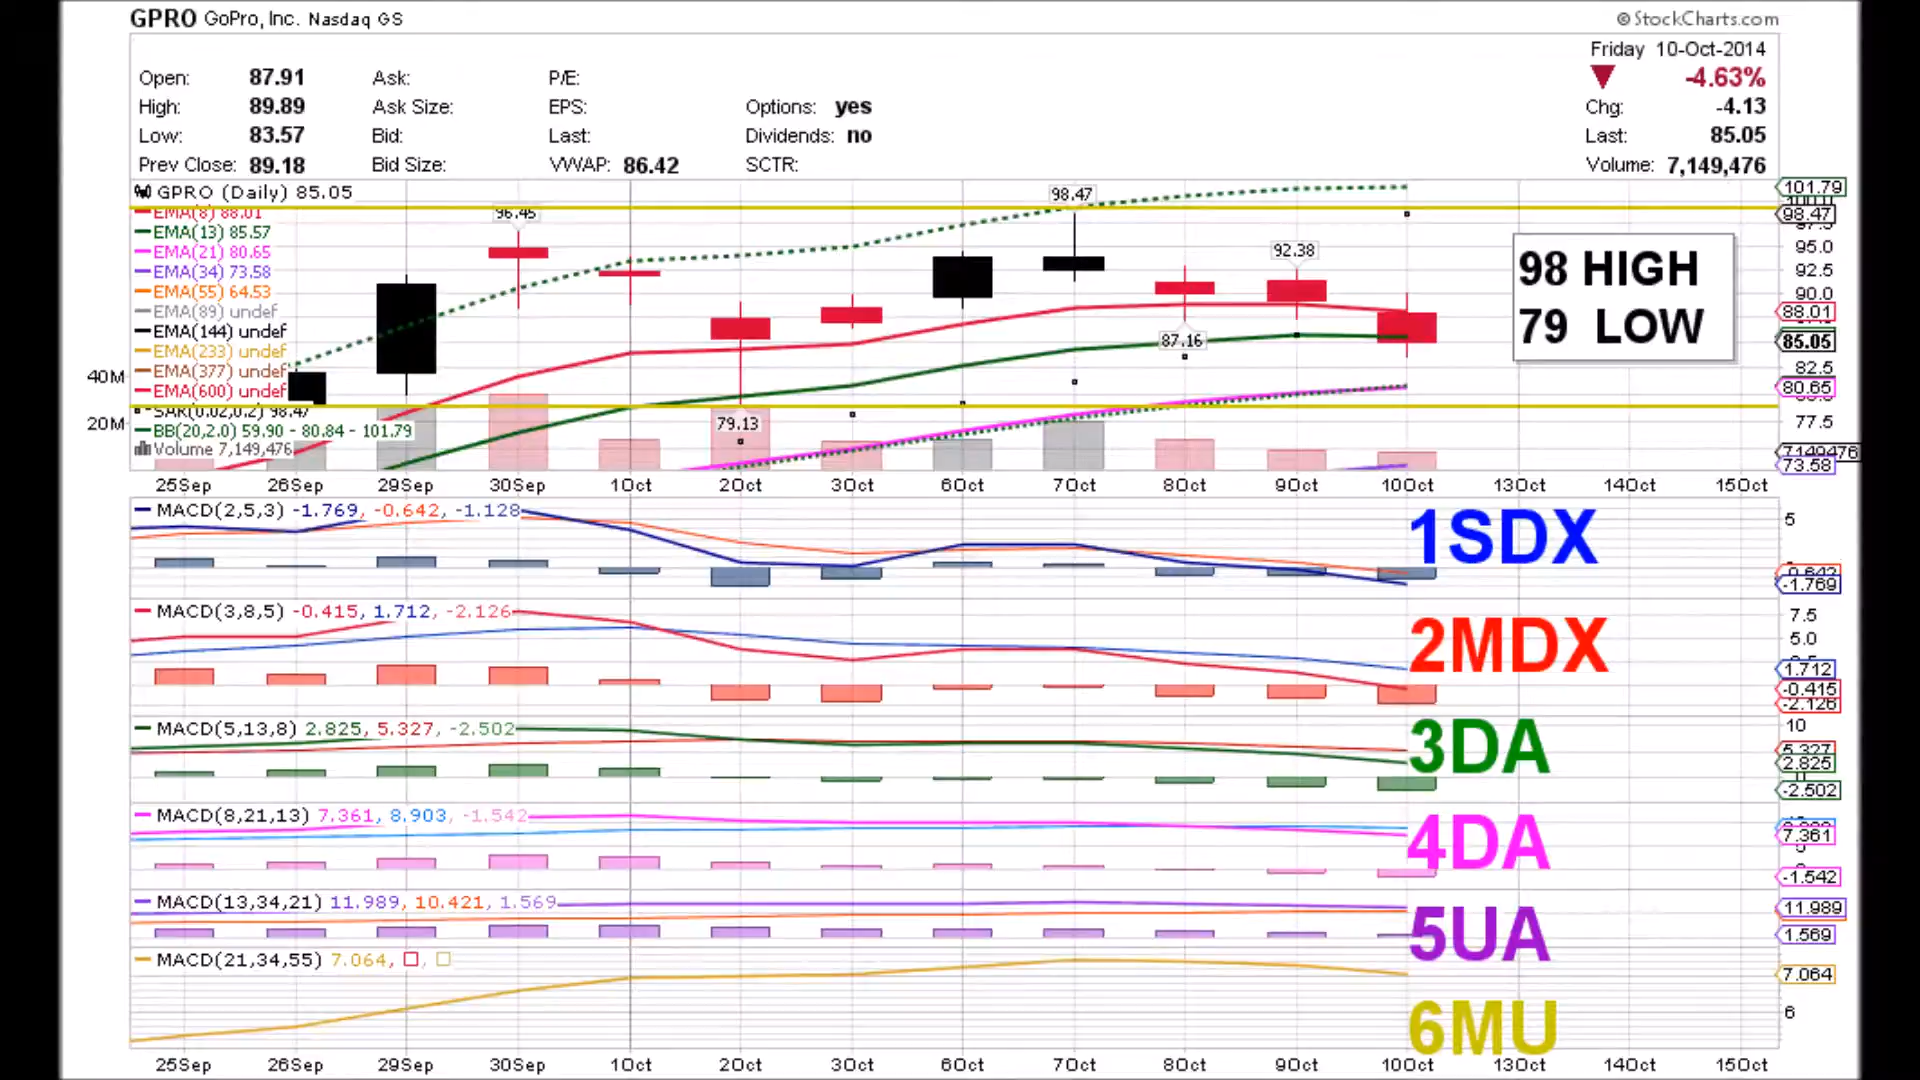 GPRO GoPro, Inc. Nasdaq GS
© StockCharts.com
Friday 10-Oct-2014
Open: 87.91 Ask: P/E: -4.63%
High: 89.89 Ask Size: EPS: Options: yes Chg: -4.13
Low: 83.57 Bid: Last: Dividends: no Last: 85.05
Prev Close: 89.18 Bid Size: VWAP: 86.42 SCTR: Volume: 7,149,476
GPRO (Daily) 85.05
EMA(8) 88.01
EMA(13) 85.57
EMA(21) 80.65
EMA(34) 73.58
EMA(55) 64.53
EMA(89) undef
EMA(144) undef
EMA(233) undef
EMA(377) undef
EMA(600) undef
SAR(0.02,0.2) 98.47
BB(20,2.0) 59.90 - 80.84 - 101.79
Volume 7,149,476
40M
20M
96.45
79.13
98.47
87.16
92.38
98 HIGH
79 LOW
101.79
98.47
95.0
92.5
90.0
88.01
85.05
82.5
80.65
77.5
7149476
73.58
25Sep 26Sep 29Sep 30Sep 1Oct 2Oct 3Oct 6Oct 7Oct 8Oct 9Oct 10Oct 13Oct 14Oct 15Oct
MACD(2,5,3) -1.769, -0.642, -1.128
1SDX
5
-0.642
-1.769
MACD(3,8,5) -0.415, 1.712, -2.126
2MDX
7.5
5.0
1.712
-0.415
-2.126
MACD(5,13,8) 2.825, 5.327, -2.502
3DA
10
5.327
2.825
-2.502
MACD(8,21,13) 7.361, 8.903, -1.542
4DA
7.361
-1.542
MACD(13,34,21) 11.989, 10.421, 1.569
5UA
11.989
1.569
MACD(21,34,55) 7.064,
6MU
7.064
6
25Sep 26Sep 29Sep 30Sep 1Oct 2Oct 3Oct 6Oct 7Oct 8Oct 9Oct 10Oct 13Oct 14Oct 15Oct